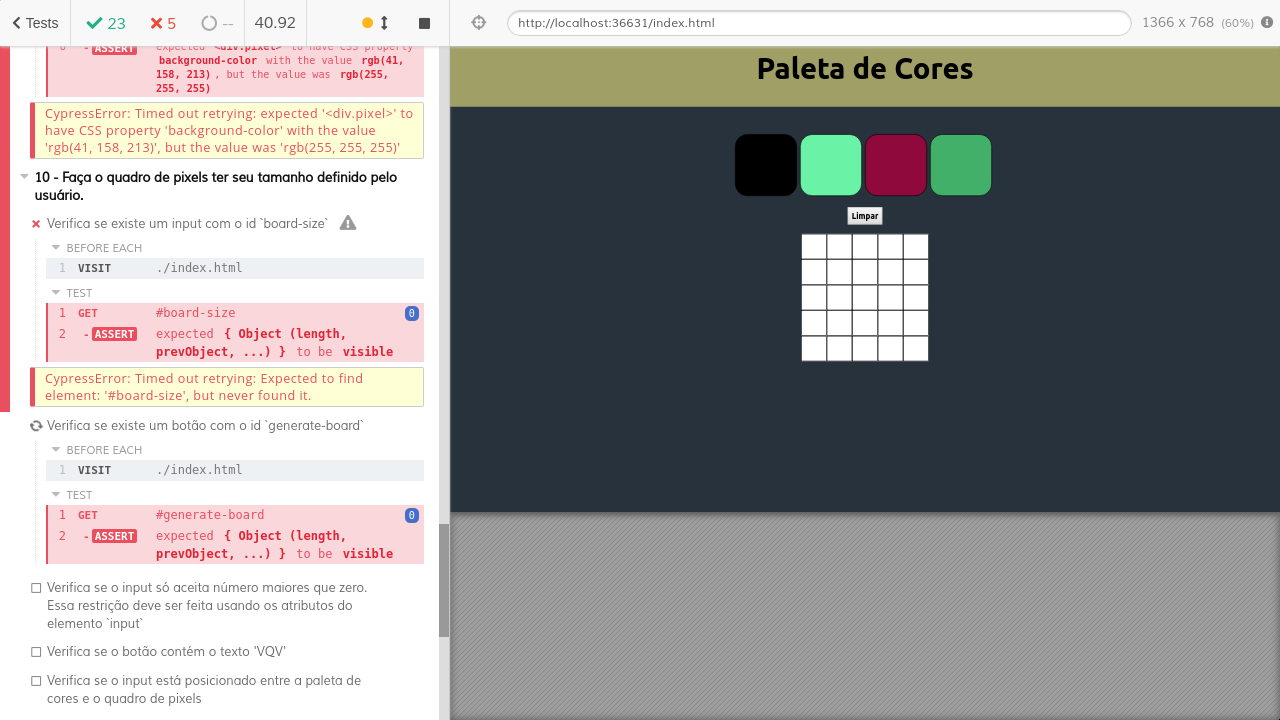 Tests
23
5
--
40.92
http://localhost:36631/index.html
1366 x 768 (60%)
6 -ASSERT expected <div.pixel> to have CSS property
background-color with the value rgb(41,
158, 213), but the value was rgb(255,
255, 255)
CypressError: Timed out retrying: expected '<div.pixel>' to
have CSS property 'background-color' with the value
'rgb(41, 158, 213)', but the value was 'rgb(255, 255, 255)'
10 - Faça o quadro de pixels ter seu tamanho definido pelo
usuário.
Verifica se existe um input com o id `board-size`
BEFORE EACH
1 VISIT ./index.html
TEST
1 GET #board-size 0
2 -ASSERT expected { Object (length,
prevObject, ...) } to be visible
CypressError: Timed out retrying: Expected to find
element: '#board-size', but never found it.
Verifica se existe um botão com o id `generate-board`
BEFORE EACH
1 VISIT ./index.html
TEST
1 GET #generate-board 0
2 -ASSERT expected { Object (length,
prevObject, ...) } to be visible
Verifica se o input só aceita número maiores que zero.
Essa restrição deve ser feita usando os atributos do
elemento `input`
Verifica se o botão contém o texto 'VQV'
Verifica se o input está posicionado entre a paleta de
cores e o quadro de pixels
Paleta de Cores
Limpar